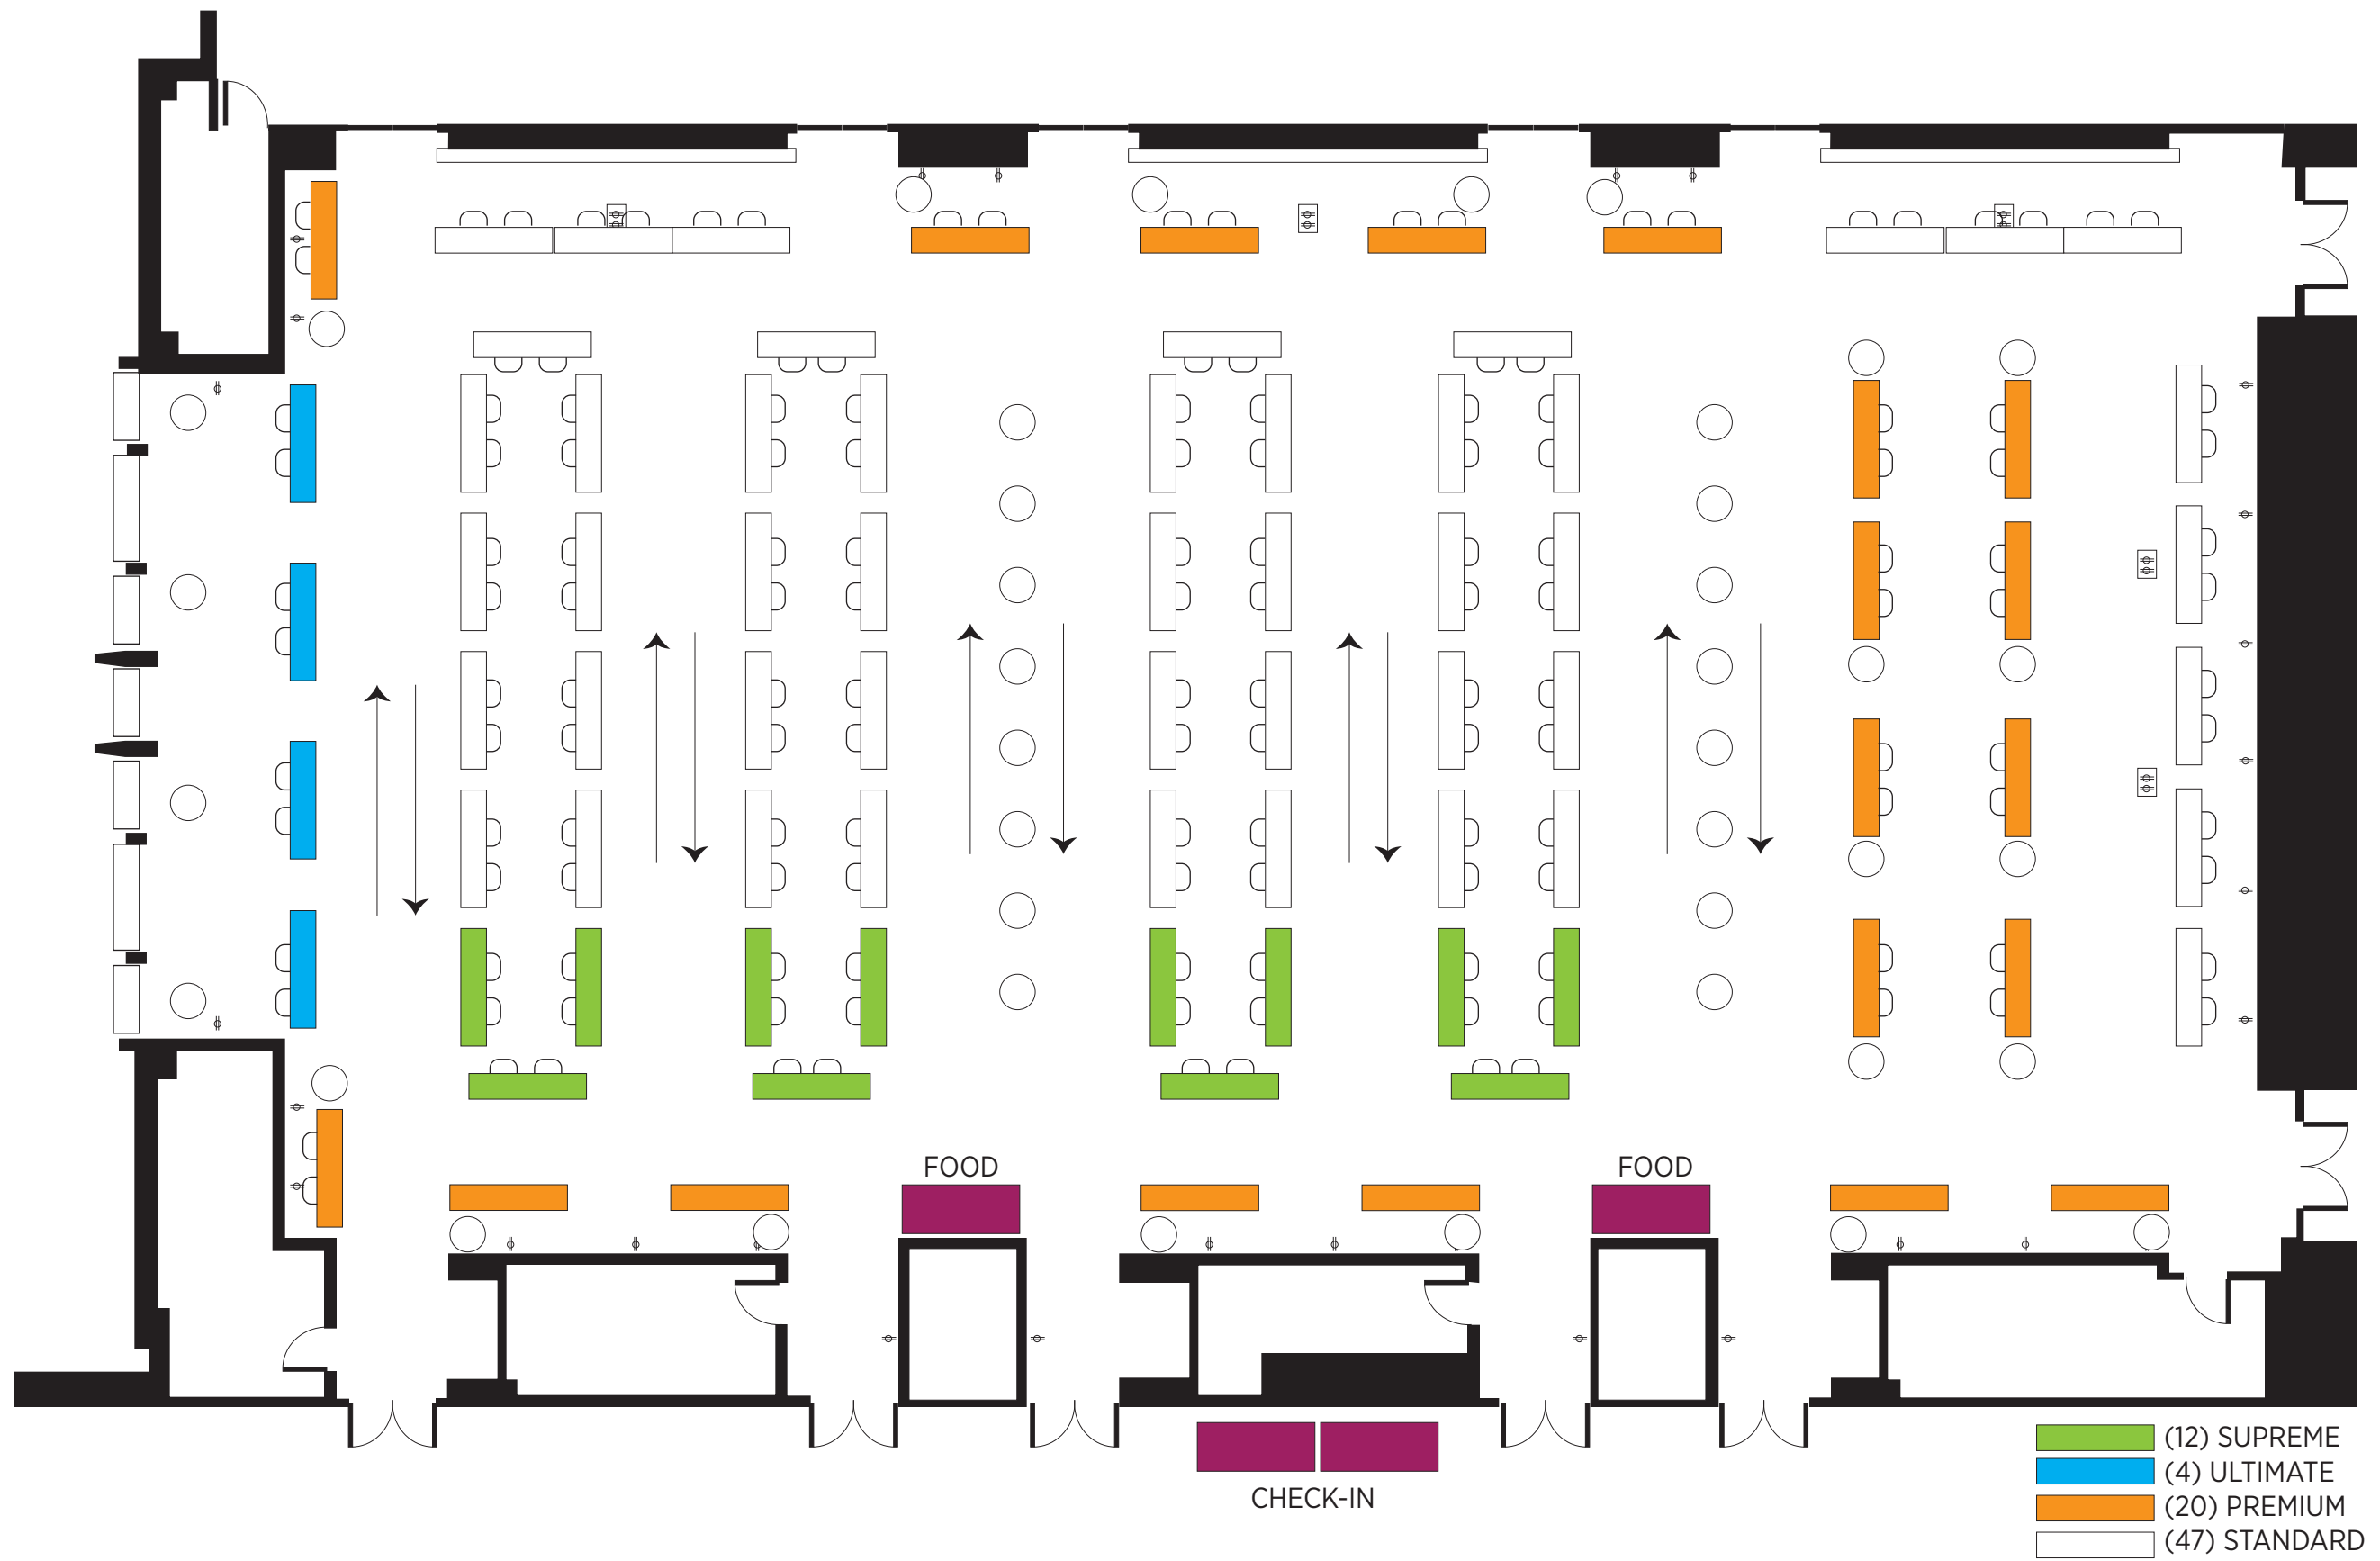 FOOD
FOOD
CHECK-IN
(12) SUPREME
(4) ULTIMATE
(20) PREMIUM
(47) STANDARD